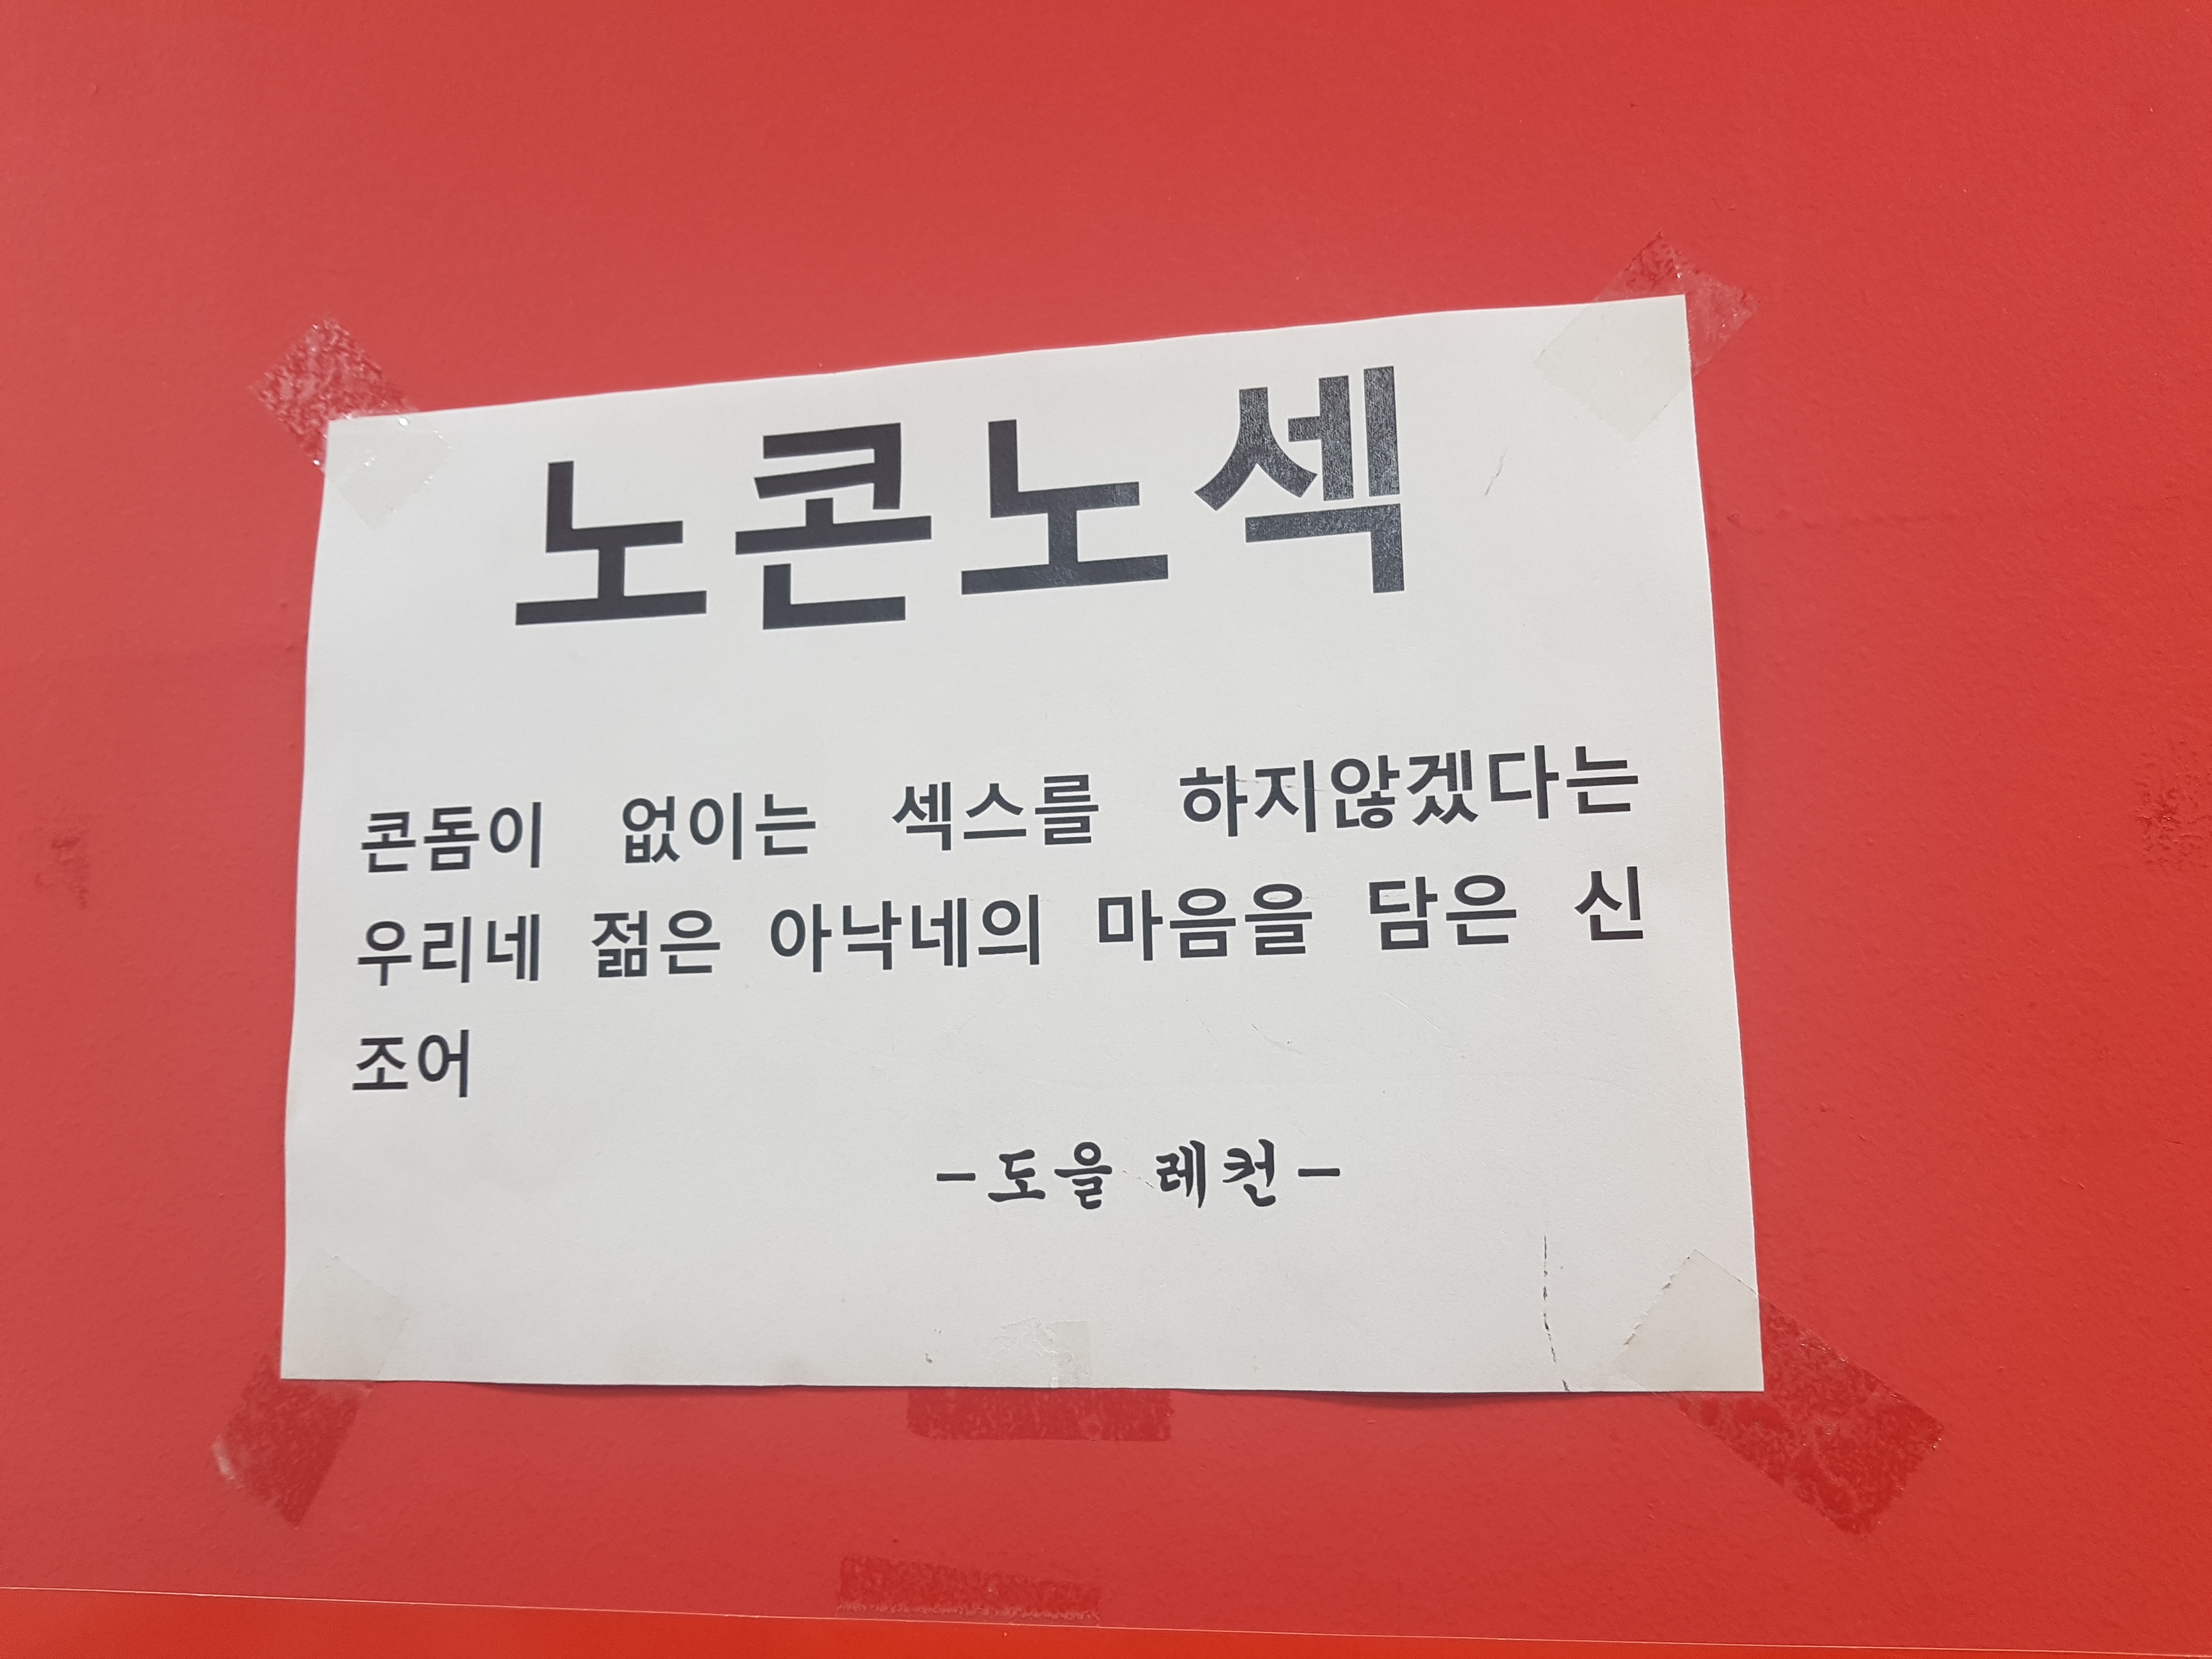 노콘노섹
콘돔이 없이는 섹스를 하지않겠다는
우리네 젊은 아낙네의 마음을 담은 신
조어
-도을 레컨-